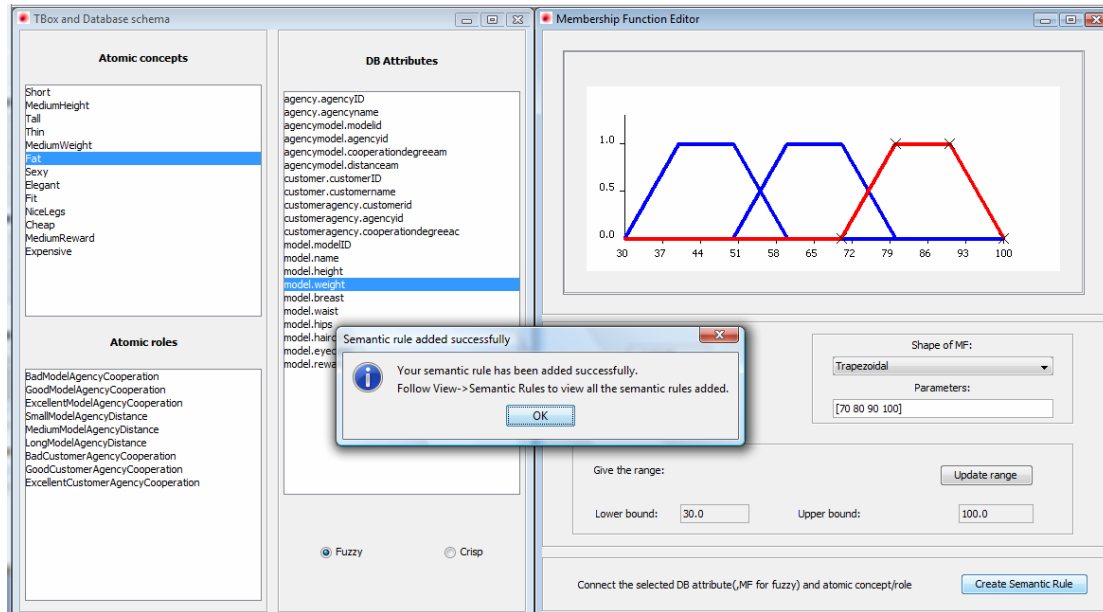 TBox and Database schema
Atomic concepts
Short
MediumHeight
Tall
Thin
MediumWeight
Fat
Sexy
Elegant
Fit
NiceLegs
Cheap
MediumReward
Expensive
Atomic roles
BadModelAgencyCooperation
GoodModelAgencyCooperation
ExcellentModelAgencyCooperation
SmallModelAgencyDistance
MediumModelAgencyDistance
LongModelAgencyDistance
BadCustomerAgencyCooperation
GoodCustomerAgencyCooperation
ExcellentCustomerAgencyCooperation
DB Attributes
agency.agencyID
agency.agencyname
agencymodel.modelid
agencymodel.agencyid
agencymodel.cooperationdegreeam
agencymodel.distanceam
customer.customerID
customer.customername
customeragency.customerid
customeragency.agencyid
customeragency.cooperationdegreeac
model.modelID
model.name
model.height
model.weight
model.breast
model.waist
model.hips
model.hairc
model.eyec
model.rewa
Fuzzy
Crisp
Semantic rule added successfully
Your semantic rule has been added successfully.
Follow View->Semantic Rules to view all the semantic rules added.
OK
Membership Function Editor
1.0
0.5
0.0
30 37 44 51 58 65 72 79 86 93 100
Shape of MF:
Trapezoidal
Parameters:
[70 80 90 100]
Give the range:
Update range
Lower bound: 30.0 Upper bound: 100.0
Connect the selected DB attribute(,MF for fuzzy) and atomic concept/role
Create Semantic Rule